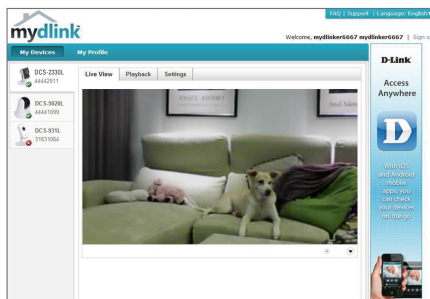 FAQ | Support | Language: English
mydlink
Welcome, mydlinker6667 mydlinker6667 | Sign o
My Devices
My Profile
DCS-2330L
44442911
DCS-5020L
44441099
DCS-931L
31631064
Live View
Playback
Settings
ANSEL ADAMS
D-Link
Access
Anywhere
D
With iOS
and Android
mobile
apps, you
can check
your devices
on the go